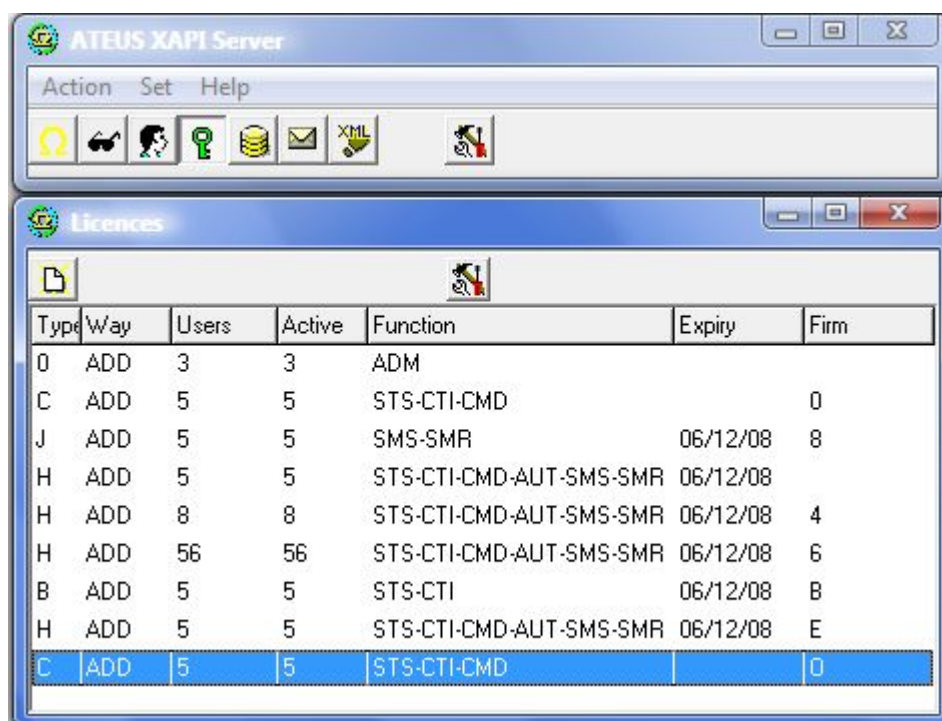 ATEUS XAPI Server
Action Set Help
XML
Licences
Type Way Users Active Function Expiry Firm
0 ADD 3 3 ADM
C ADD 5 5 STS-CTI-CMD 0
J ADD 5 5 SMS-SMR 06/12/08 8
H ADD 5 5 STS-CTI-CMD-AUT-SMS-SMR 06/12/08
H ADD 8 8 STS-CTI-CMD-AUT-SMS-SMR 06/12/08 4
H ADD 56 56 STS-CTI-CMD-AUT-SMS-SMR 06/12/08 6
B ADD 5 5 STS-CTI 06/12/08 B
H ADD 5 5 STS-CTI-CMD-AUT-SMS-SMR 06/12/08 E
C ADD 5 5 STS-CTI-CMD O